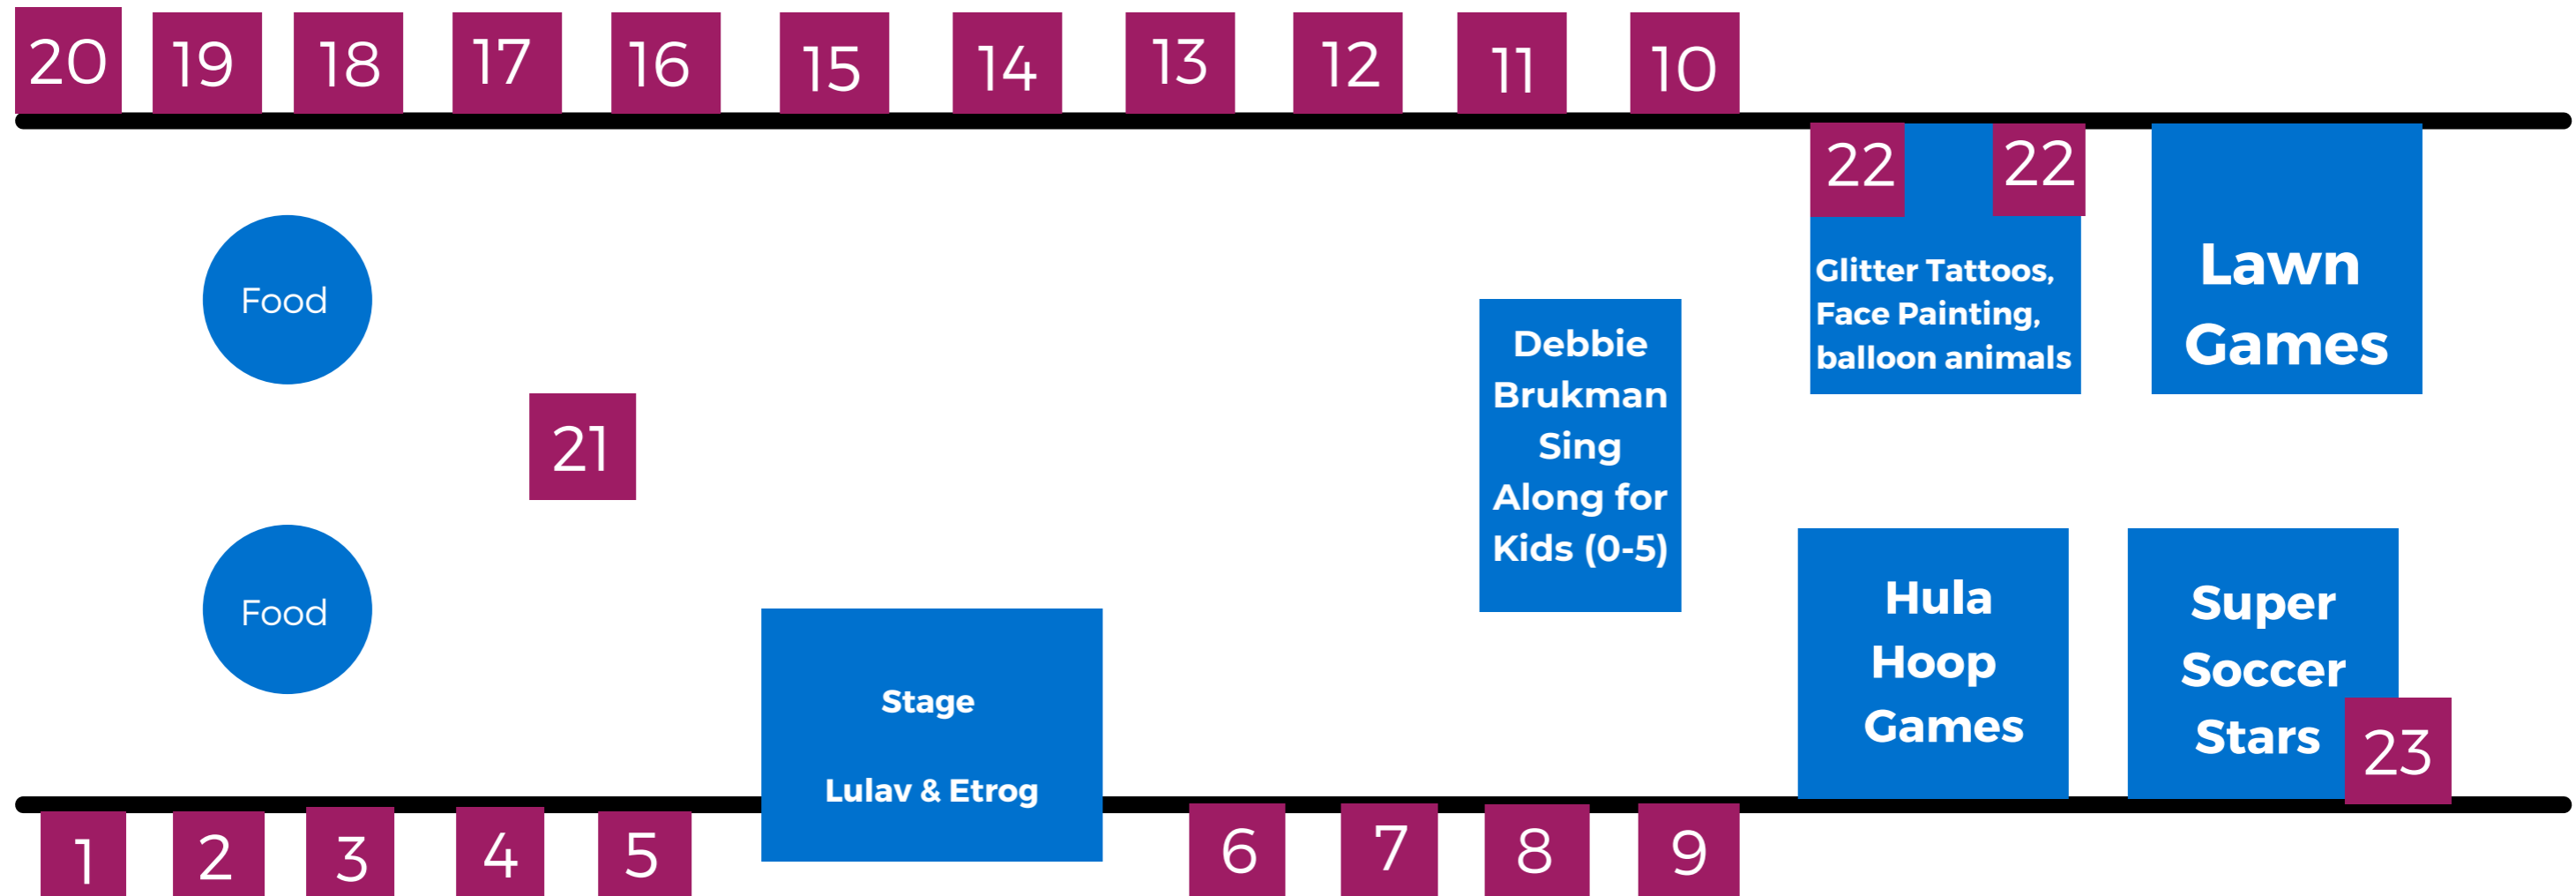 20 19 18 17 16 15 14 13 12 11 10
22 22
Food
Glitter Tattoos,
Face Painting,
balloon animals
Lawn
Games
21
Debbie
Brukman
Sing
Along for
Kids (0-5)
Food
Stage
Lulav & Etrog
Hula
Hoop
Games
Super
Soccer
Stars
23
1 2 3 4 5 6 7 8 9